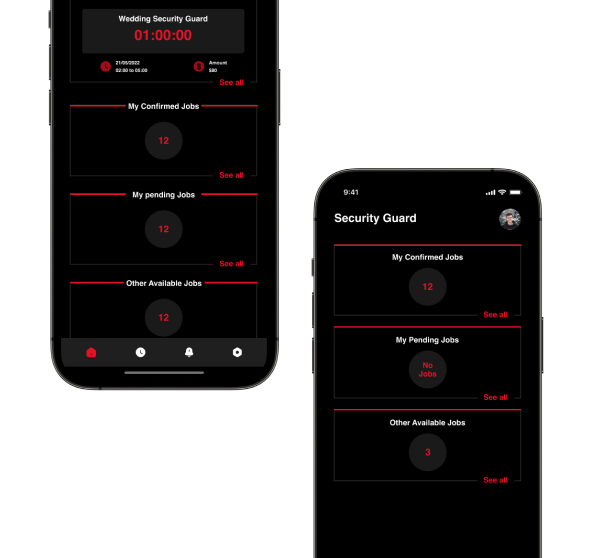 Wedding Security Guard
01:00:00
21/05/2022
02:00 to 05:00
Amount
$90
See all
My Confirmed Jobs
12
See all
My pending Jobs
12
See all
Other Available Jobs
12
9:41
Security Guard
My Confirmed Jobs
12
See all
My Pending Jobs
No
Jobs
See all
Other Available Jobs
3
See all